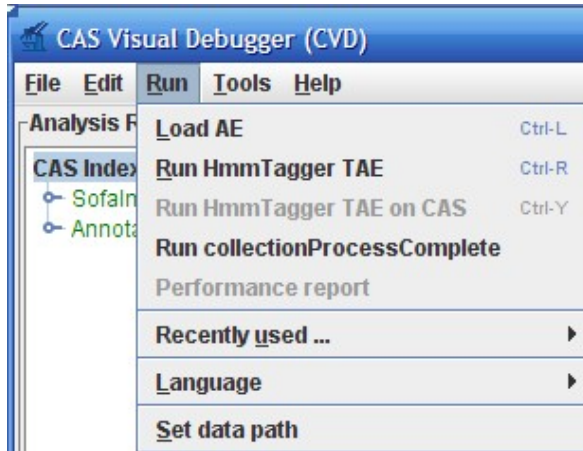 CAS Visual Debugger (CVD)
File Edit Run Tools Help
Analysis R
CAS Index
SofaIn
Annota
Load AE Ctrl-L
Run HmmTagger TAE Ctrl-R
Run HmmTagger TAE on CAS Ctrl-Y
Run collectionProcessComplete
Performance report
Recently used ...
Language
Set data path